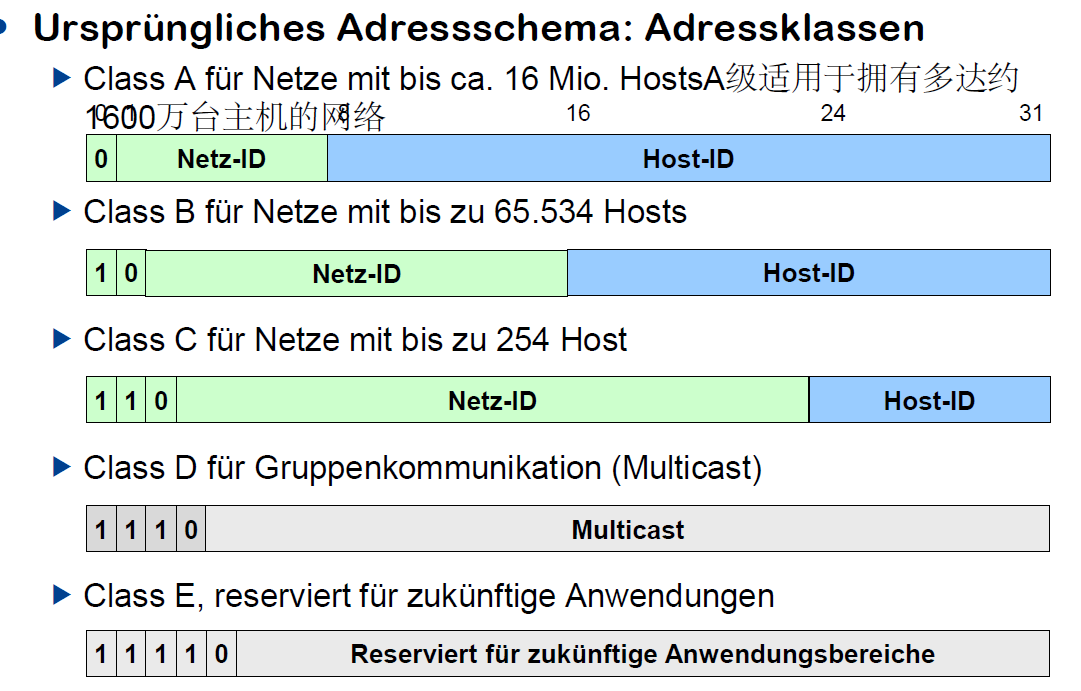 Ursprüngliches Adressschema: Adressklassen
Class A für Netze mit bis ca. 16 Mio. HostsA级适用于拥有多达约
1600万台主机的网络
0 1 8 16 24 31
0 Netz-ID Host-ID
Class B für Netze mit bis zu 65.534 Hosts
1 0 Netz-ID Host-ID
Class C für Netze mit bis zu 254 Host
1 1 0 Netz-ID Host-ID
Class D für Gruppenkommunikation (Multicast)
1 1 1 0 Multicast
Class E, reserviert für zukünftige Anwendungen
1 1 1 1 0 Reserviert für zukünftige Anwendungsbereiche